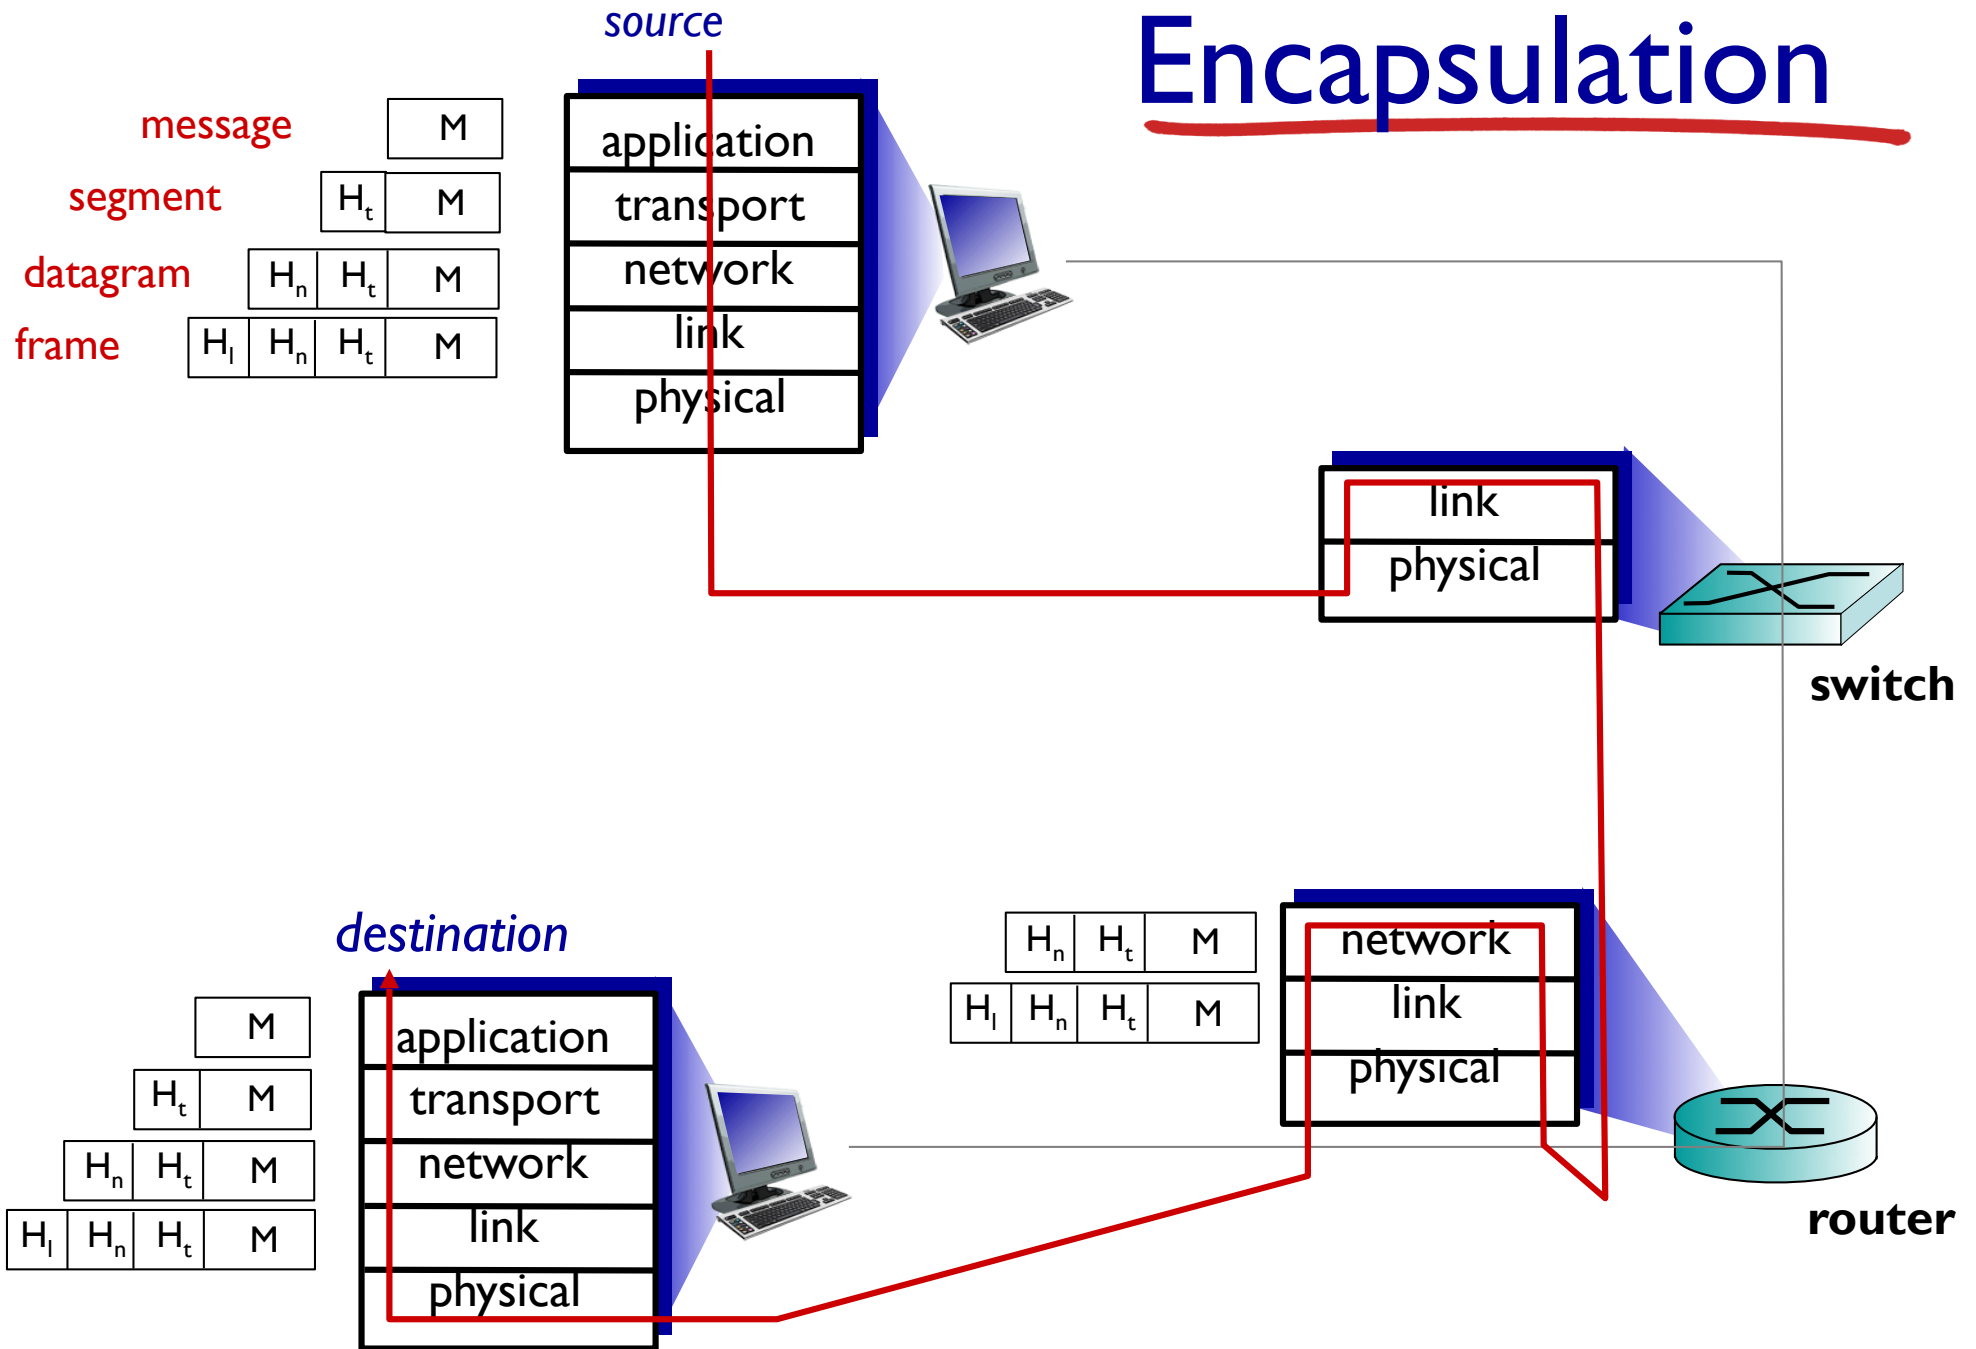 source
Encapsulation
message
M
application
segment
Hₜ M
transport
datagram
Hₙ Hₜ M
network
frame
Hₗ Hₙ Hₜ M
link
physical
link
physical
switch
destination
Hₙ Hₜ M
network
Hₗ Hₙ Hₜ M
link
physical
router
M
application
Hₜ M
transport
Hₙ Hₜ M
network
Hₗ Hₙ Hₜ M
link
physical